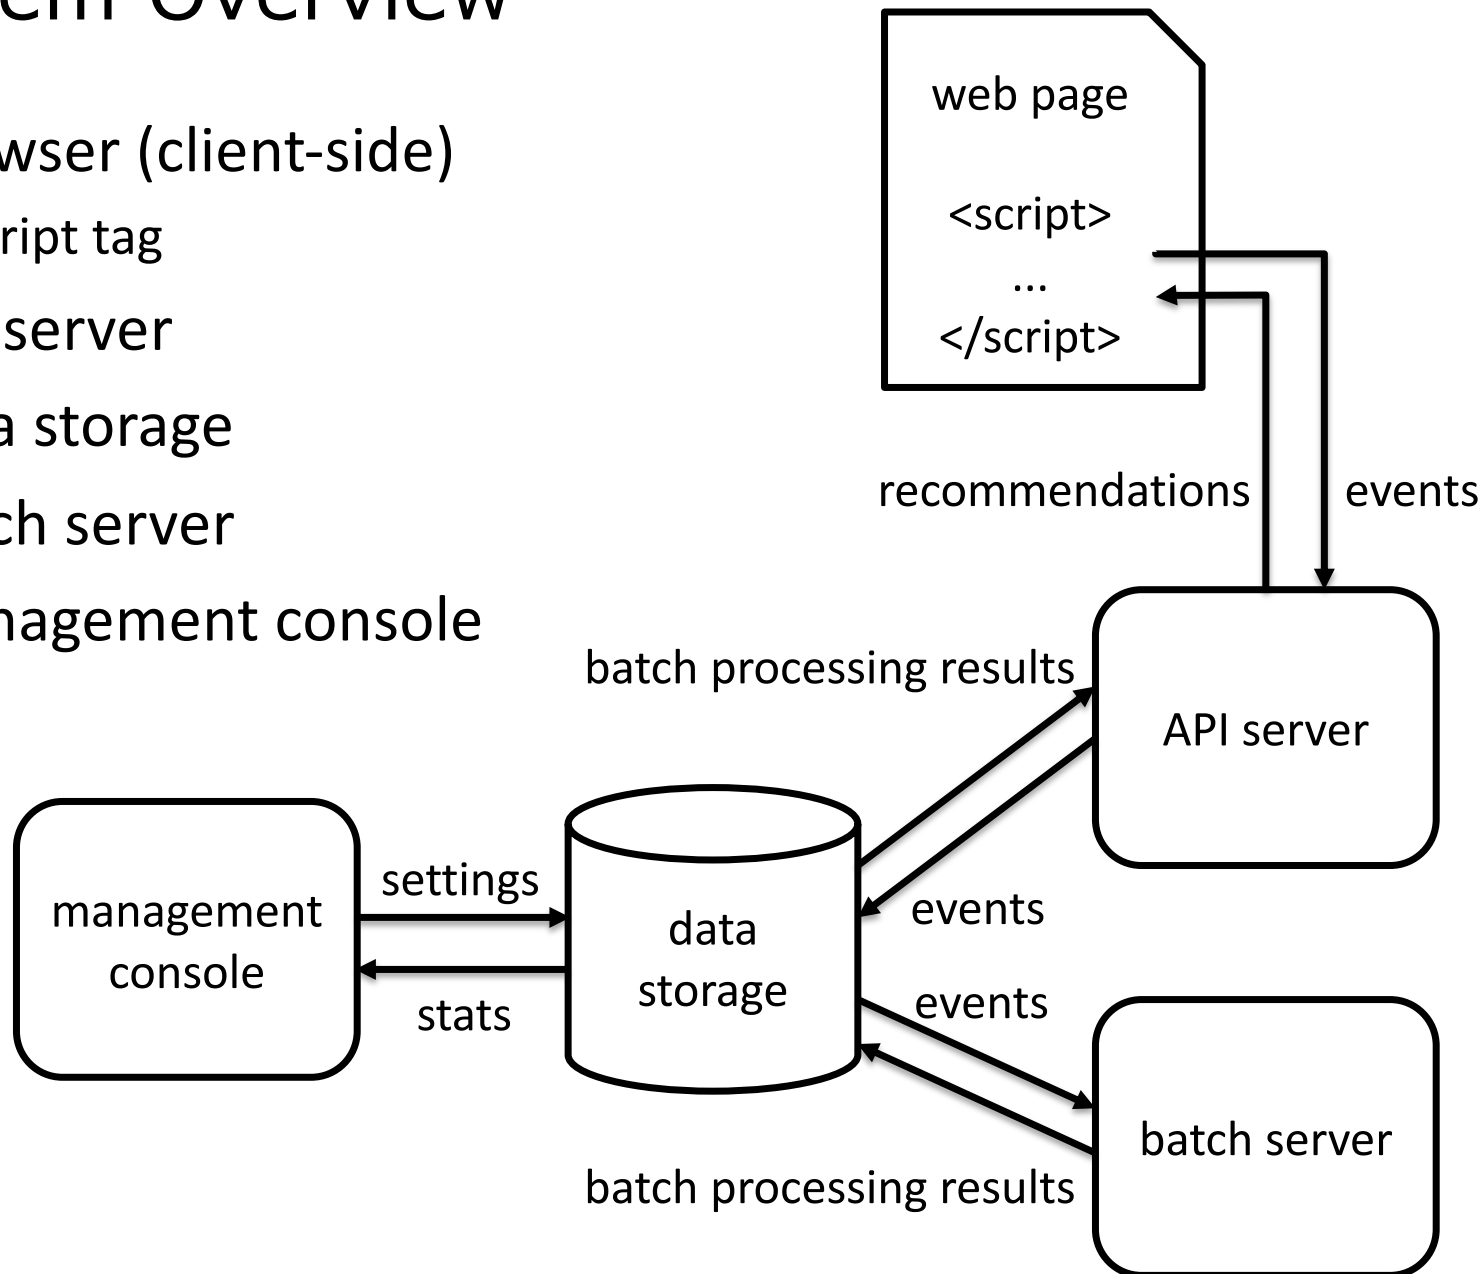 em Overview
wser (client-side)
ript tag
server
a storage
ch server
nagement console
web page
<script>
...
</script>
recommendations
events
batch processing results
API server
management
console
settings
stats
data
storage
events
events
batch server
batch processing results